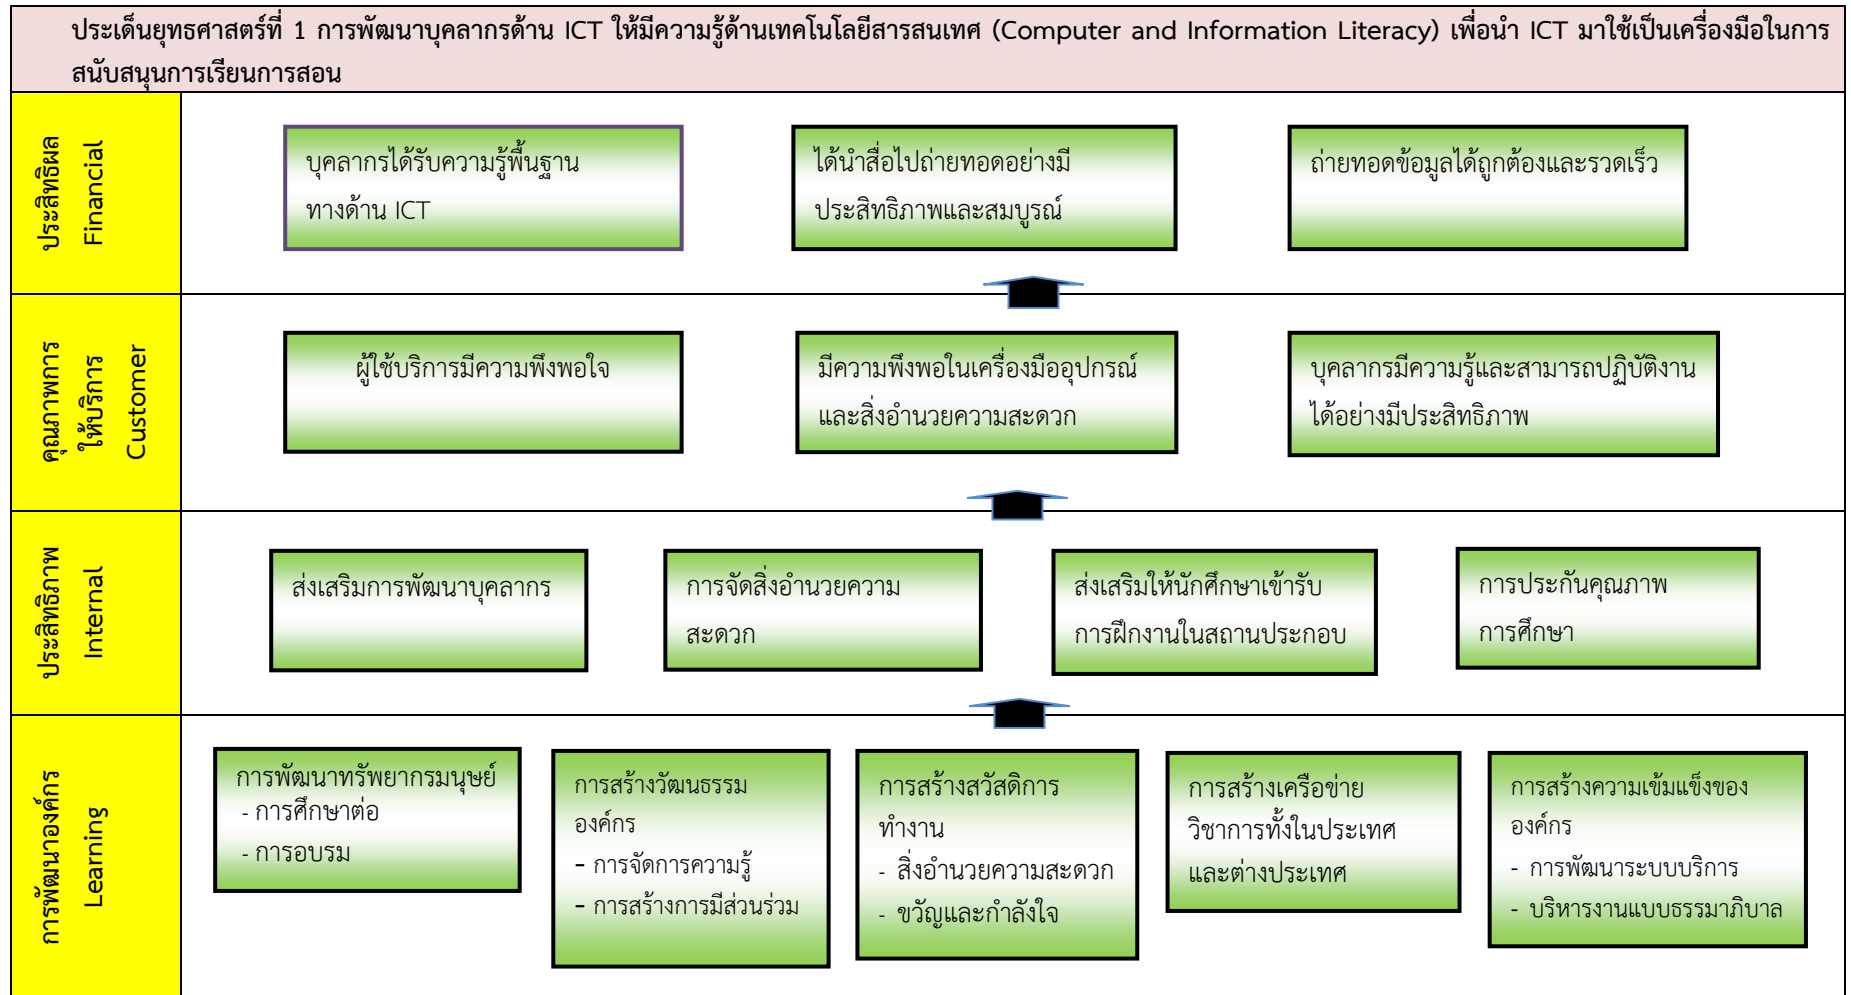 ประเด็นยุทธศาสตร์ที่ 1 การพัฒนาบุคลากรด้าน ICT ให้มีความรู้ด้านเทคโนโลยีสารสนเทศ (Computer and Information Literacy) เพื่อนำ ICT มาใช้เป็นเครื่องมือในการ
สนับสนุนการเรียนการสอน
ประสิทธิผล
Financial
บุคลากรได้รับความรู้พื้นฐาน
ทางด้าน ICT
ได้นำสื่อไปถ่ายทอดอย่างมี
ประสิทธิภาพและสมบูรณ์
ถ่ายทอดข้อมูลได้ถูกต้องและรวดเร็ว
คุณภาพการ
ให้บริการ
Customer
ผู้ใช้บริการมีความพึงพอใจ
มีความพึงพอในเครื่องมืออุปกรณ์
และสิ่งอำนวยความสะดวก
บุคลากรมีความรู้และสามารถปฏิบัติงาน
ได้อย่างมีประสิทธิภาพ
ประสิทธิภาพ
Internal
ส่งเสริมการพัฒนาบุคลากร
การจัดสิ่งอำนวยความ
สะดวก
ส่งเสริมให้นักศึกษาเข้ารับ
การฝึกงานในสถานประกอบ
การประกันคุณภาพ
การศึกษา
การพัฒนาองค์กร
Learning
การพัฒนาทรัพยากรมนุษย์
- การศึกษาต่อ
- การอบรม
การสร้างวัฒนธรรม
องค์กร
- การจัดการความรู้
- การสร้างการมีส่วนร่วม
การสร้างสวัสดิการ
ทำงาน
- สิ่งอำนวยความสะดวก
- ขวัญและกำลังใจ
การสร้างเครือข่าย
วิชาการทั้งในประเทศ
และต่างประเทศ
การสร้างความเข้มแข็งของ
องค์กร
- การพัฒนาระบบบริการ
- บริหารงานแบบธรรมาภิบาล